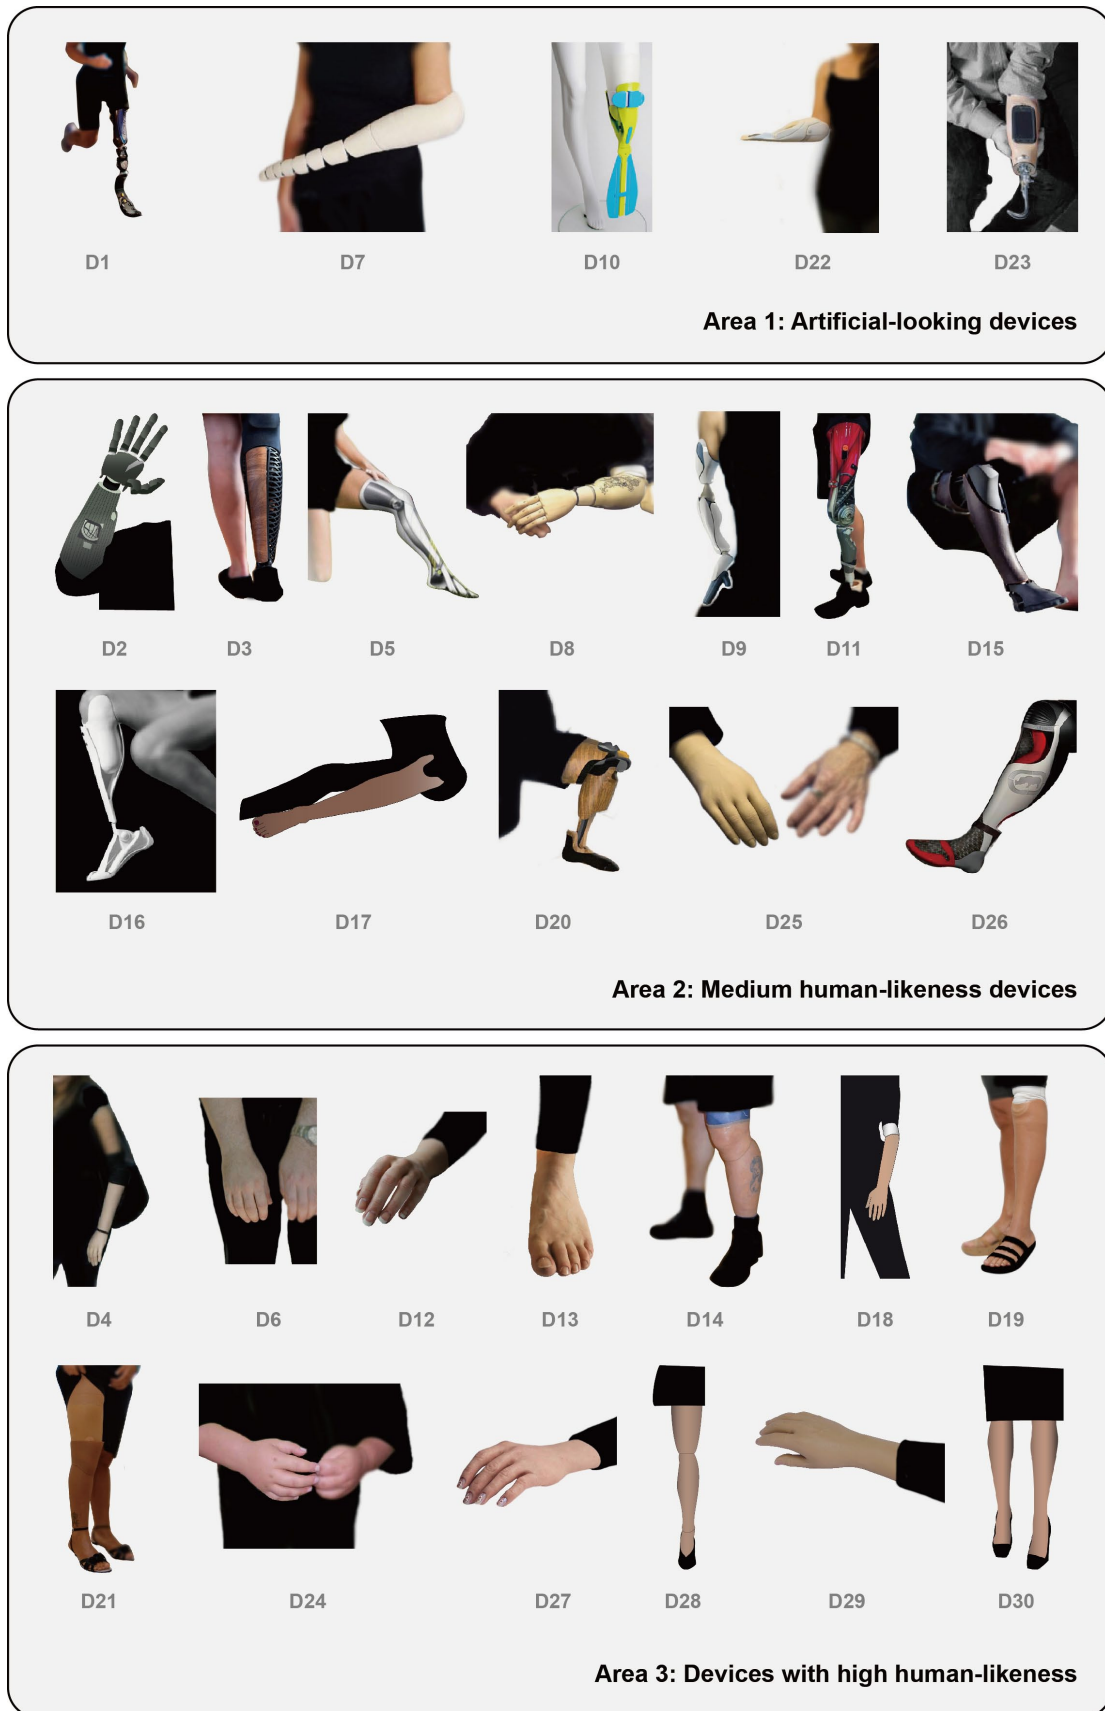 D1 D7 D10 D22 D23
Area 1: Artificial-looking devices
D2 D3 D5 D8 D9 D11 D15
D16 D17 D20 D25 D26
Area 2: Medium human-likeness devices
D4 D6 D12 D13 D14 D18 D19
D21 D24 D27 D28 D29 D30
Area 3: Devices with high human-likeness